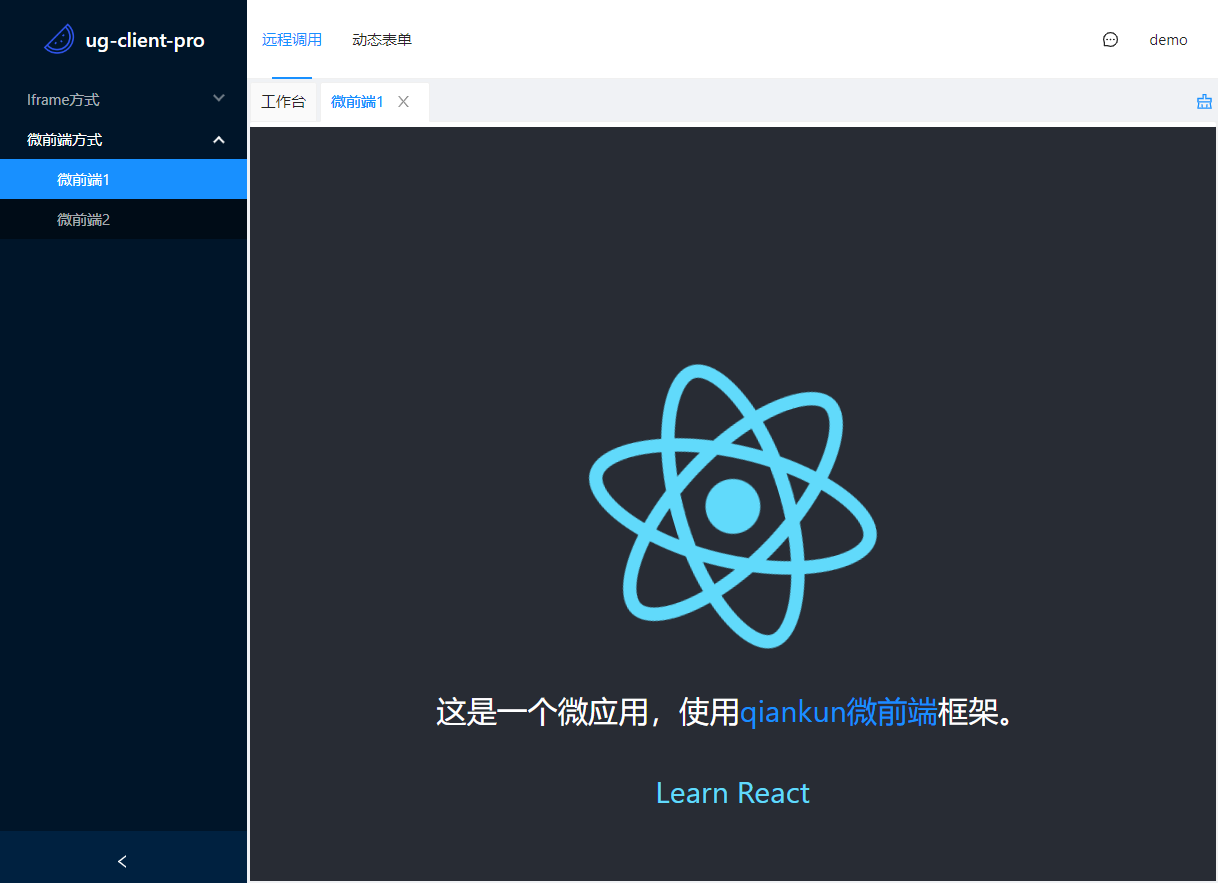 ug-client-pro
远程调用
动态表单
demo
工作台
微前端1
Iframe方式
微前端方式
微前端1
微前端2
这是一个微应用，使用qiankun微前端框架。
Learn React